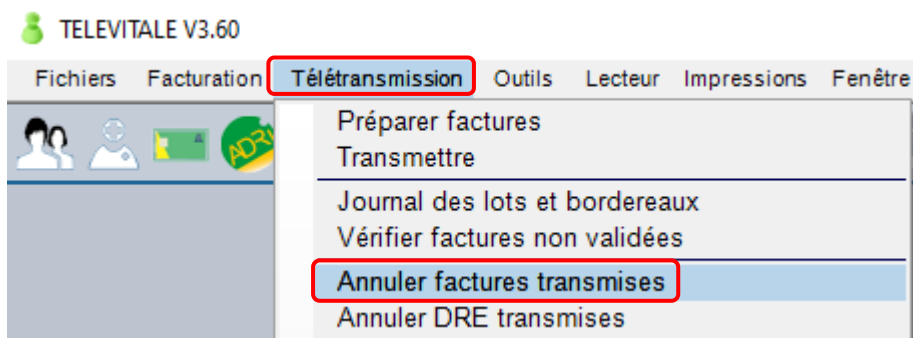 TELEVITALE V3.60
Fichiers Facturation Télétransmission Outils Lecteur Impressions Fenêtre
ADRi
Préparer factures
Transmettre
Journal des lots et bordereaux
Vérifier factures non validées
Annuler factures transmises
Annuler DRE transmises